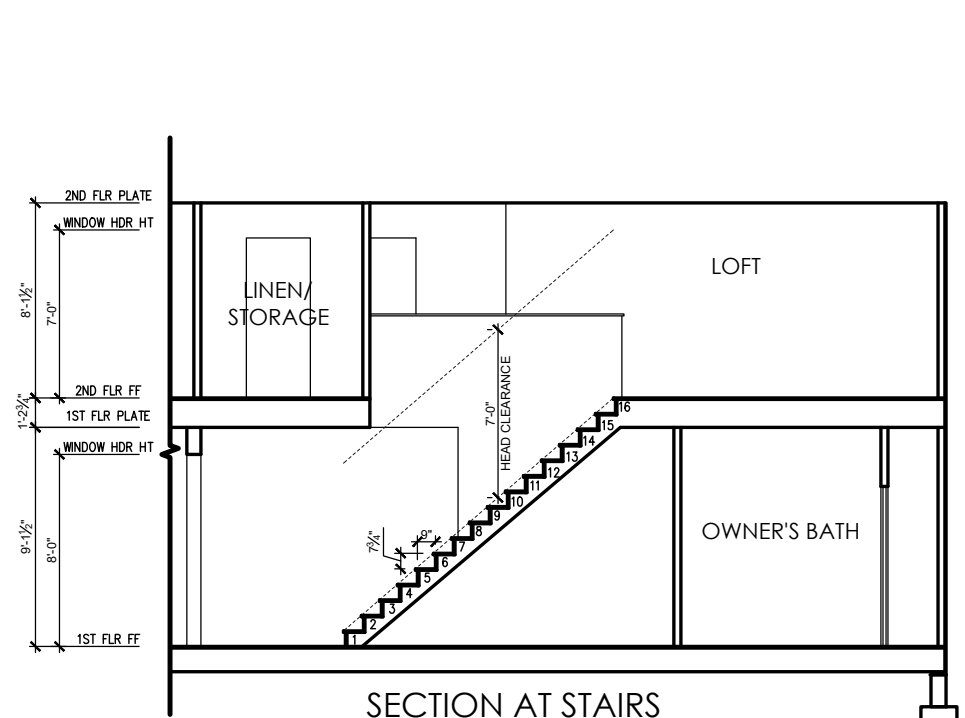 2ND FLR PLATE
WINDOW HDR HT
LOFT
LINEN/
STORAGE
8'-1½"
7'-0"
7'-0"
HEAD CLEARANCE
2ND FLR FF
1'-2¾"
1ST FLR PLATE
WINDOW HDR HT
16
15
14
13
12
11
10
9
8
7
6
5
4
3
2
1
9"
7¾"
OWNER'S BATH
9'-1½"
8'-0"
1ST FLR FF
SECTION AT STAIRS